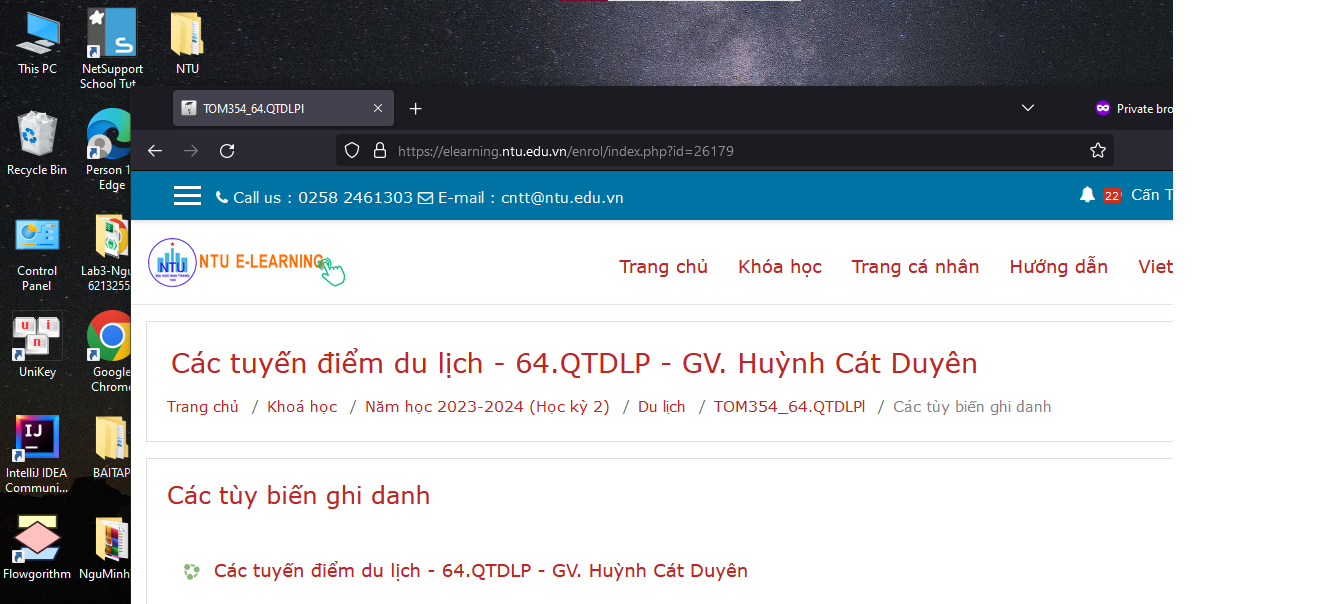 This PC
NetSupport
School Tut...
NTU
Recycle Bin
Person 1
Edge
Control
Panel
Lab3-Ngu
6213255
UniKey
Google
Chrome
IntelliJ IDEA
Communi...
BAITAP
Flowgorithm
NguMinh
TOM354_64.QTDLPl
Private bro
https://elearning.ntu.edu.vn/enrol/index.php?id=26179
Call us : 0258 2461303 E-mail : cntt@ntu.edu.vn
22
Cấn T
NTU
NTU E-LEARNING
Trang chủ Khóa học Trang cá nhân Hướng dẫn Viet
Các tuyến điểm du lịch - 64.QTDLP - GV. Huỳnh Cát Duyên
Trang chủ / Khoá học / Năm học 2023-2024 (Học kỳ 2) / Du lịch / TOM354_64.QTDLPl / Các tùy biến ghi danh
Các tùy biến ghi danh
Các tuyến điểm du lịch - 64.QTDLP - GV. Huỳnh Cát Duyên